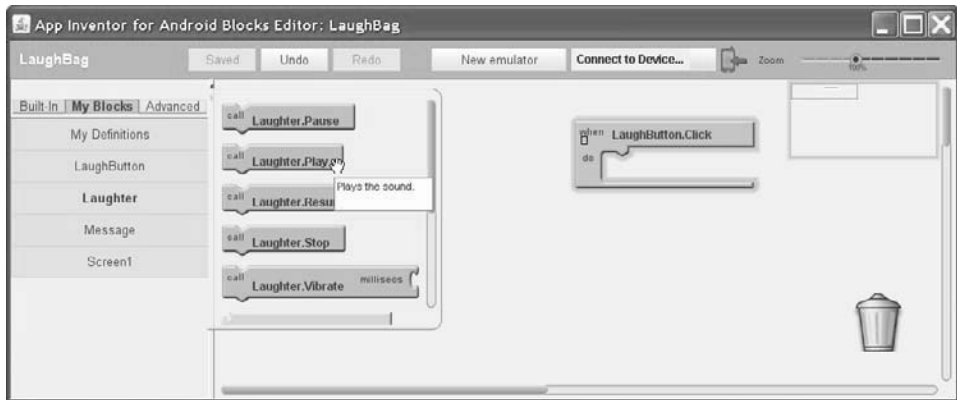 App Inventor for Android Blocks Editor: LaughBag
LaughBag Saved Undo Redo New emulator Connect to Device... Zoom 100%
Built-In My Blocks Advanced
My Definitions
LaughButton
Laughter
Message
Screen1
call Laughter.Pause
call Laughter.Play
Plays the sound.
call Laughter.Resu
call Laughter.Stop
call Laughter.Vibrate millisecs
when LaughButton.Click
do